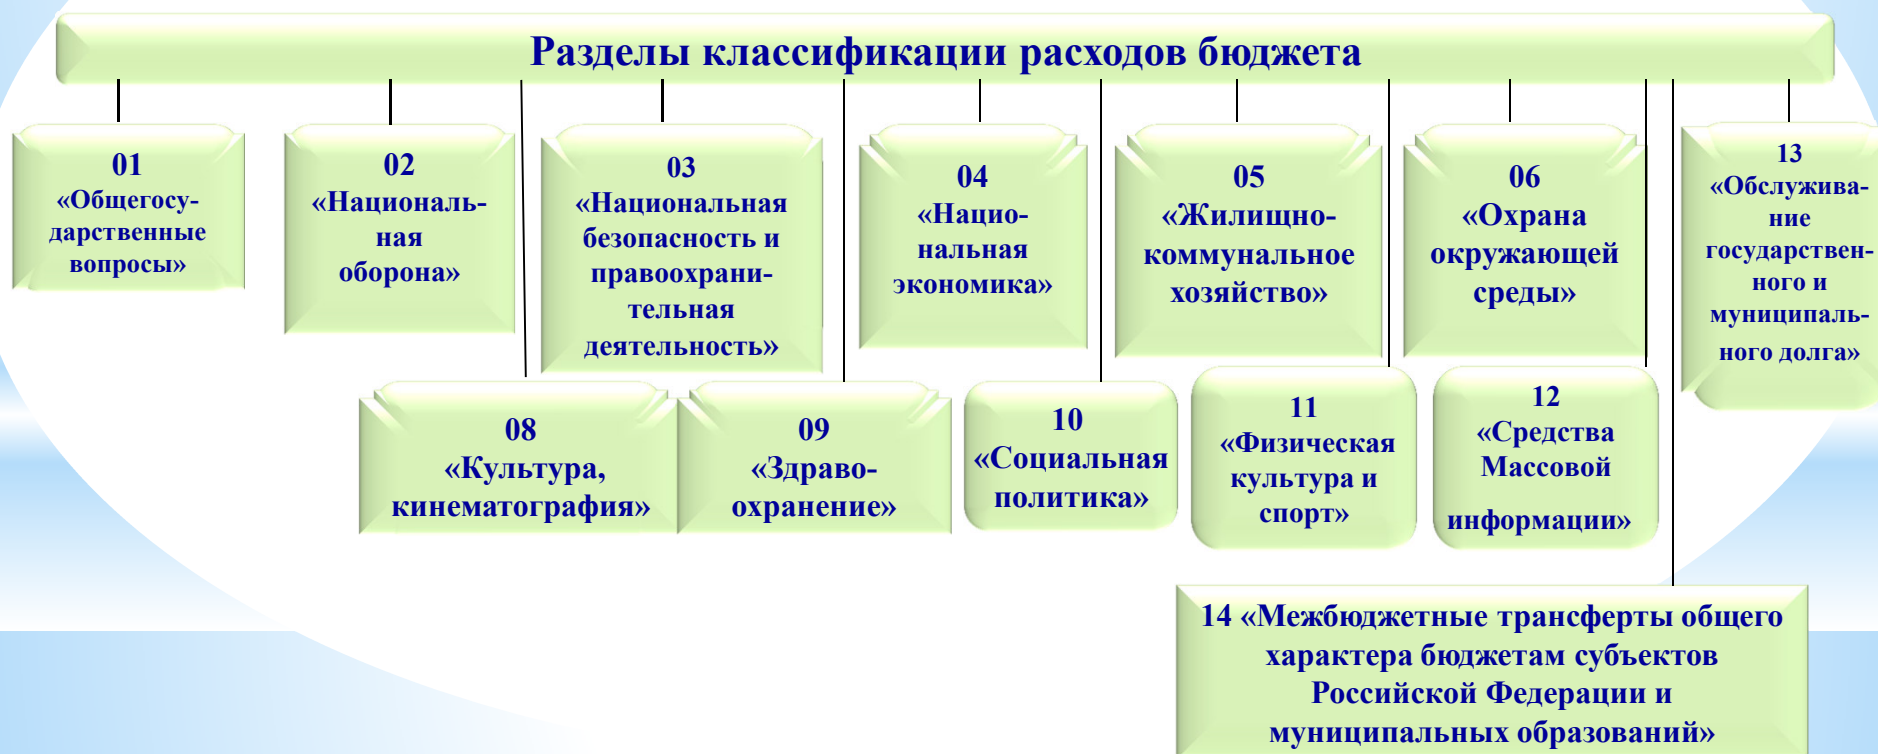 Разделы классификации расходов бюджета
01
«Общегосу-
дарственные
вопросы»
02
«Националь-
ная
оборона»
03
«Национальная
безопасность и
правоохрани-
тельная
деятельность»
04
«Нацио-
нальная
экономика»
05
«Жилищно-
коммунальное
хозяйство»
06
«Охрана
окружающей
среды»
13
«Обслужива-
ние
государствен-
ного и
муниципаль-
ного долга»
08
«Культура,
кинематография»
09
«Здраво-
охранение»
10
«Социальная
политика»
11
«Физическая
культура и
спорт»
12
«Средства
Массовой
информации»
14 «Межбюджетные трансферты общего
характера бюджетам субъектов
Российской Федерации и
муниципальных образований»